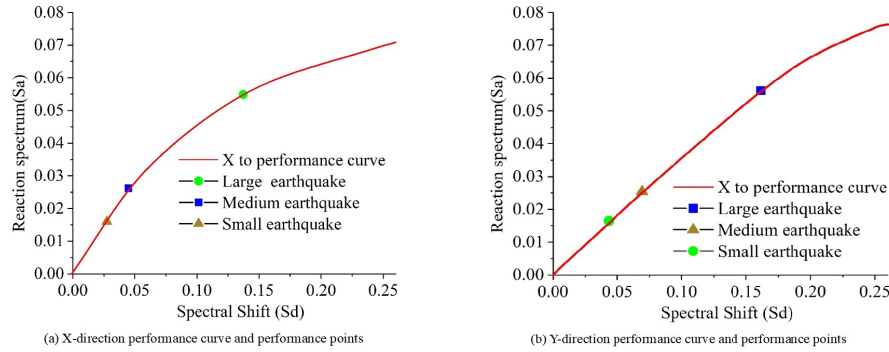 0.08
0.07
0.06
0.05
0.04
0.03
0.02
0.01
0.00
Reaction spectrum(Sa)
X to performance curve
Large earthquake
Medium earthquake
Small earthquake
0.00 0.05 0.10 0.15 0.20 0.25
Spectral Shift (Sd)
(a) X-direction performance curve and performance points
0.08
0.07
0.06
0.05
0.04
0.03
0.02
0.01
0.00
Reaction spectrum(Sa)
X to performance curve
Large earthquake
Medium earthquake
Small earthquake
0.00 0.05 0.10 0.15 0.20 0.25
Spectral Shift (Sd)
(b) Y-direction performance curve and performance points